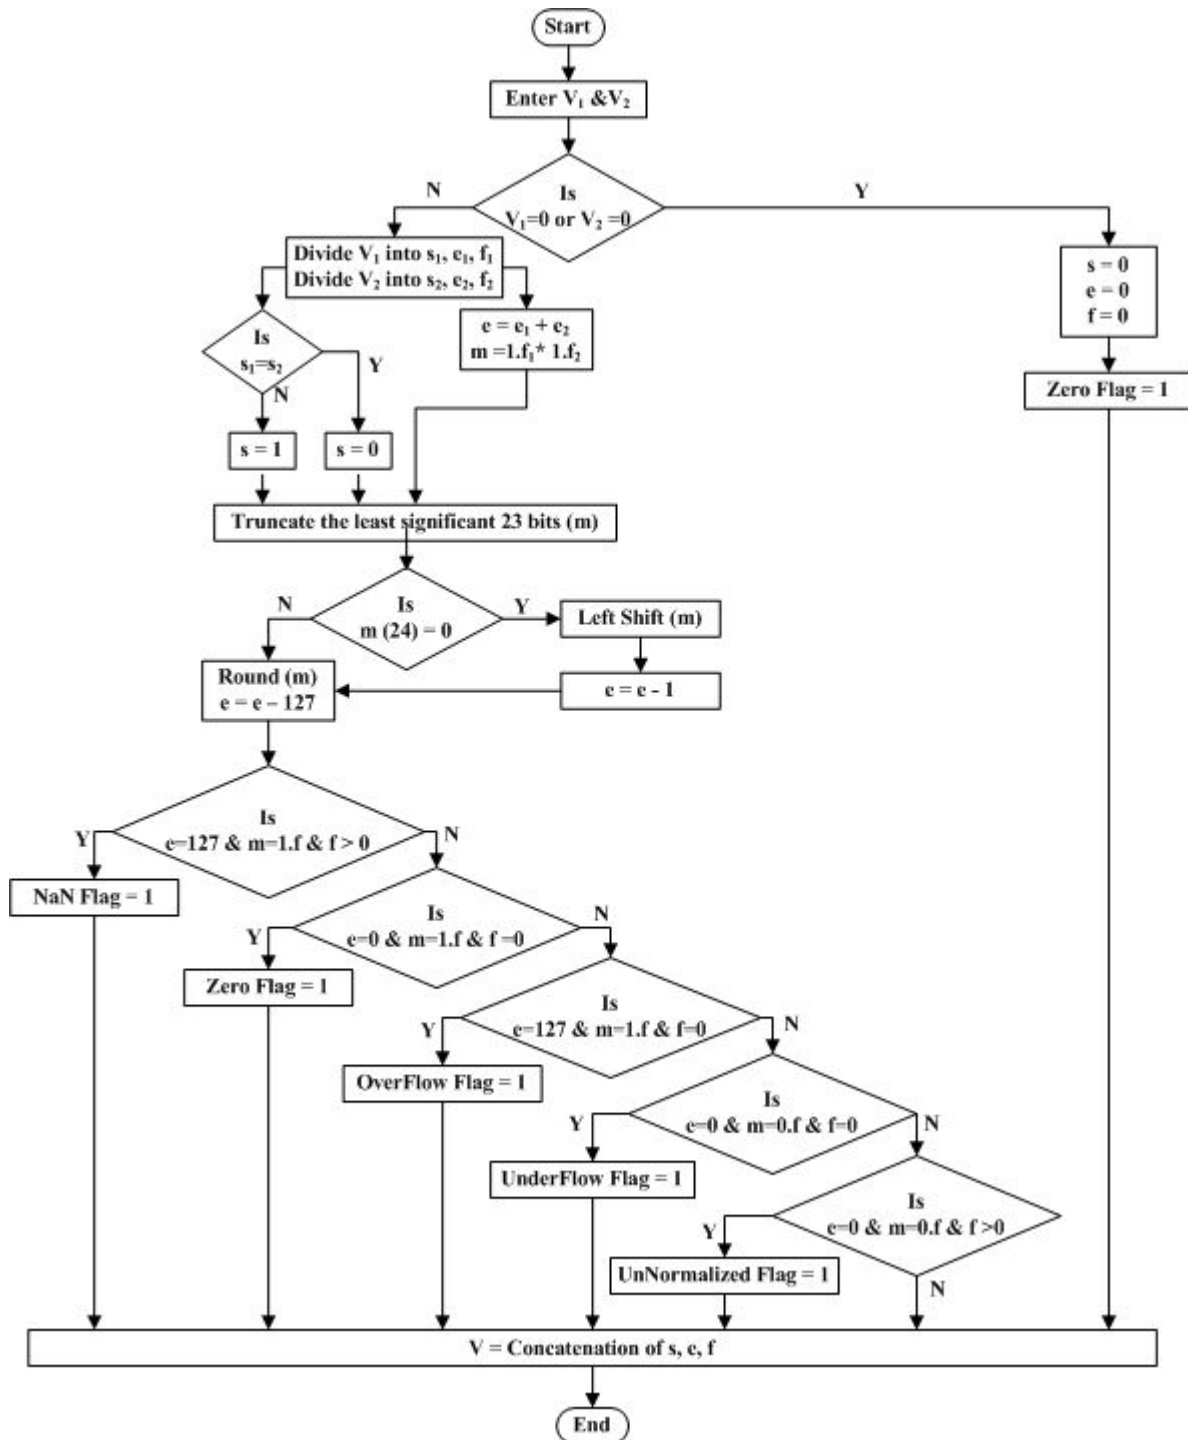 Start
Enter V₁ &V₂
Is
V₁=0 or V₂ =0
N
Y
Divide V₁ into s₁, e₁, f₁
Divide V₂ into s₂, e₂, f₂
s = 0
e = 0
f = 0
Is
s₁=s₂
Y
N
e = e₁ + e₂
m =1.f₁* 1.f₂
Zero Flag = 1
s = 1
s = 0
Truncate the least significant 23 bits (m)
Is
m (24) = 0
N
Y
Left Shift (m)
e = e - 1
Round (m)
e = e – 127
Is
e=127 & m=1.f & f > 0
Y
N
NaN Flag = 1
Is
e=0 & m=1.f & f =0
Y
N
Zero Flag = 1
Is
e=127 & m=1.f & f=0
Y
N
OverFlow Flag = 1
Is
e=0 & m=0.f & f=0
Y
N
UnderFlow Flag = 1
Is
e=0 & m=0.f & f >0
Y
N
UnNormalized Flag = 1
V = Concatenation of s, e, f
End